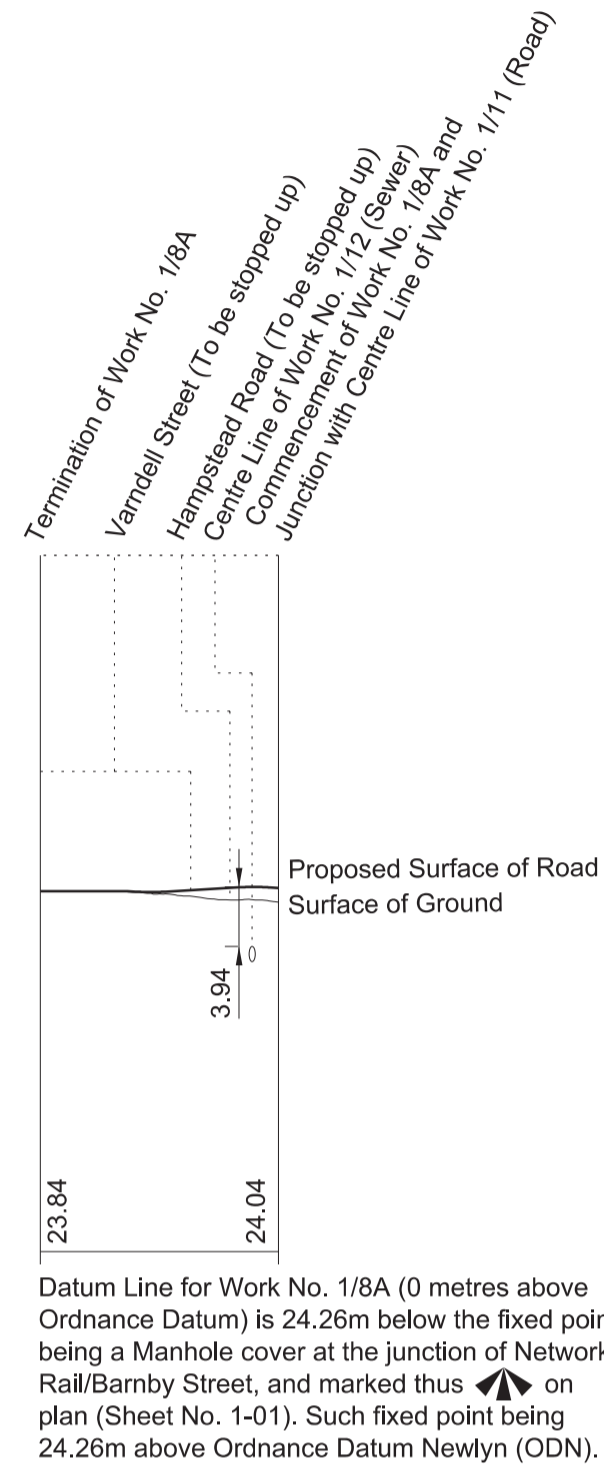 Termination of Work No. 1/8A
Varndell Street (To be stopped up)
Hampstead Road (To be stopped up)
Centre Line of Work No. 1/12 (Sewer)
Commencement of Work No. 1/8A and
Junction with Centre Line of Work No. 1/11 (Road)
Proposed Surface of Road
Surface of Ground
3.94
23.84
24.04
Datum Line for Work No. 1/8A (0 metres above
Ordnance Datum) is 24.26m below the fixed poin
being a Manhole cover at the junction of Network
Rail/Barnby Street, and marked thus on
plan (Sheet No. 1-01). Such fixed point being
24.26m above Ordnance Datum Newlyn (ODN).